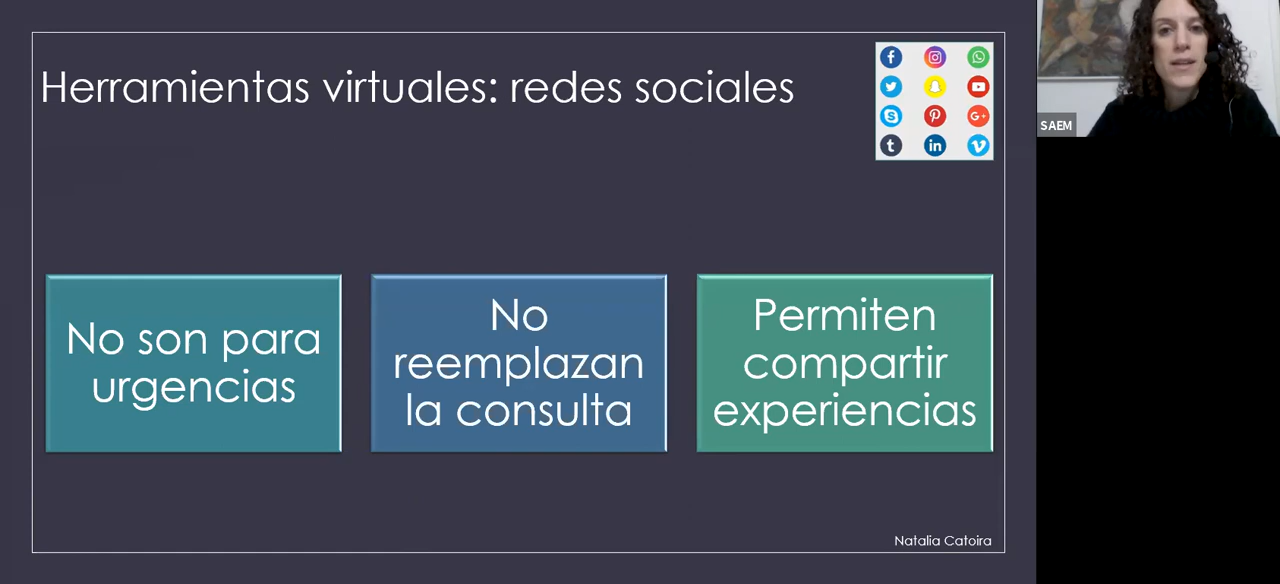 Herramientas virtuales: redes sociales
SAEM
No son para
urgencias
No
reemplazan
la consulta
Permiten
compartir
experiencias
Natalia Catoira